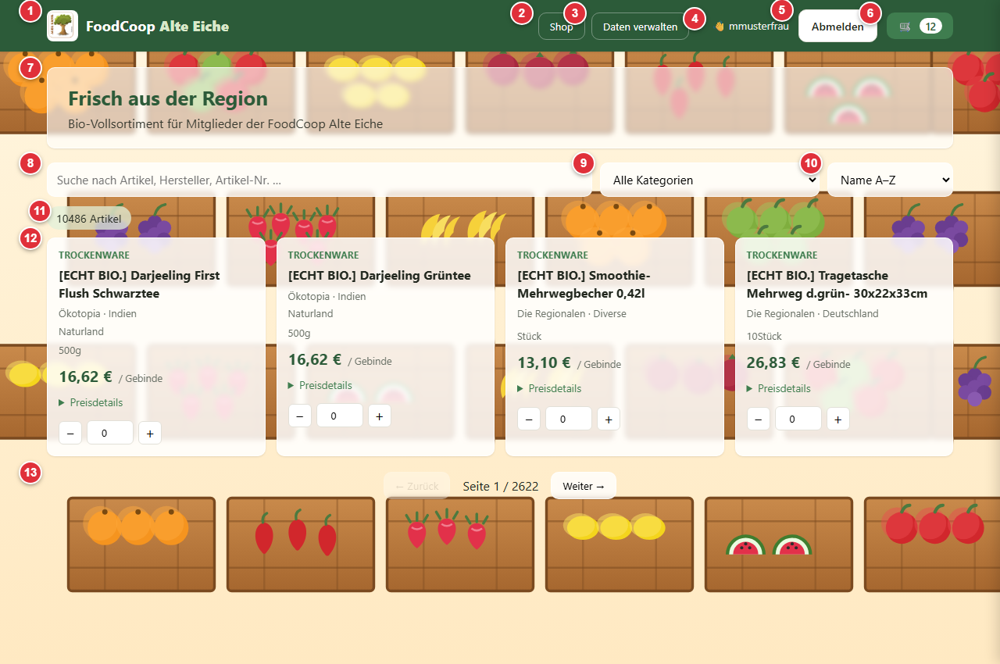 1
FoodCoop Alte Eiche
2
Shop
3
Daten verwalten
4
5
mmusterfrau
Abmelden
6
12
7
Frisch aus der Region
Bio-Vollsortiment für Mitglieder der FoodCoop Alte Eiche
8
Suche nach Artikel, Hersteller, Artikel-Nr. ...
9
Alle Kategorien
10
Name A–Z
11
10486 Artikel
12
TROCKENWARE
[ECHT BIO.] Darjeeling First
Flush Schwarztee
Ökotopia · Indien
Naturland
500g
16,62 € / Gebinde
▶ Preisdetails
− 0 +
TROCKENWARE
[ECHT BIO.] Darjeeling Grüntee
Ökotopia · Indien
Naturland
500g
16,62 € / Gebinde
▶ Preisdetails
− 0 +
TROCKENWARE
[ECHT BIO.] Smoothie-
Mehrwegbecher 0,42l
Die Regionalen · Diverse
Stück
13,10 € / Gebinde
▶ Preisdetails
− 0 +
TROCKENWARE
[ECHT BIO.] Tragetasche
Mehrweg d.grün- 30x22x33cm
Die Regionalen · Deutschland
10Stück
26,83 € / Gebinde
▶ Preisdetails
− 0 +
13
← Zurück
Seite 1 / 2622
Weiter →